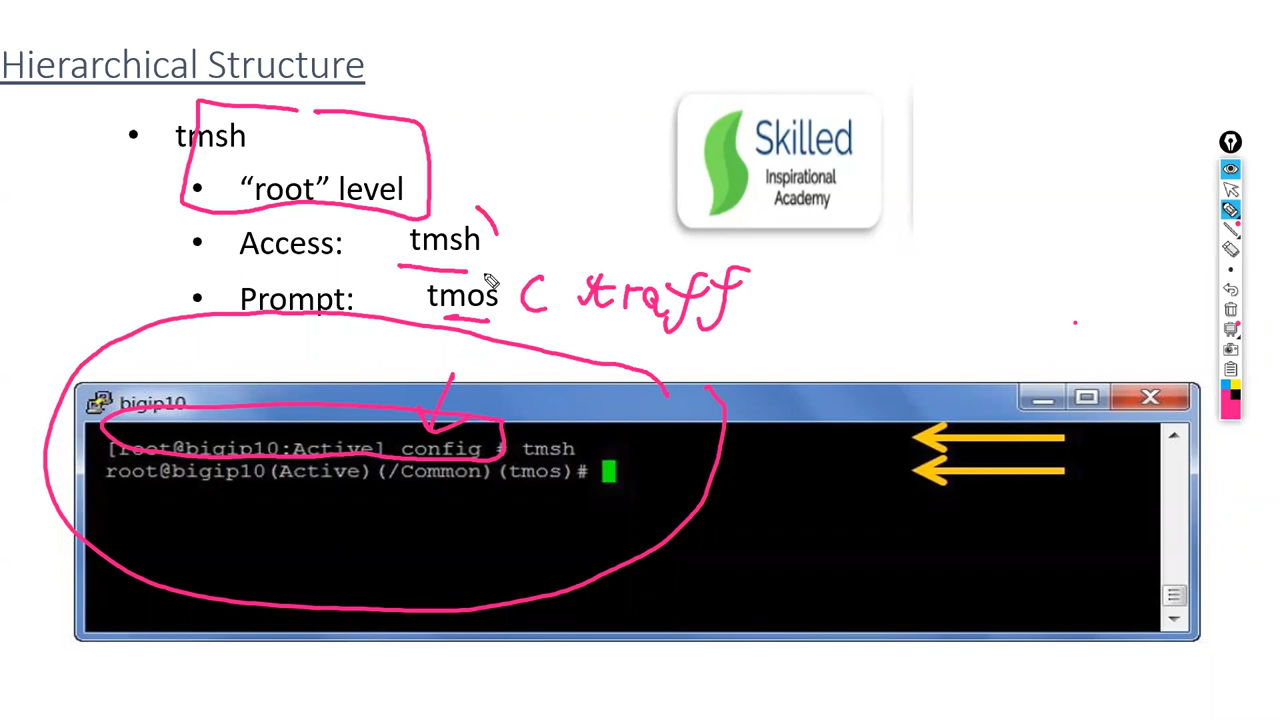 Hierarchical Structure
• tmsh
• “root” level
• Access: tmsh
• Prompt: tmos ( traff
Skilled
Inspirational
Academy
bigip10
[root@bigip10:Active] config # tmsh
root@bigip10(Active)(/Common)(tmos)#